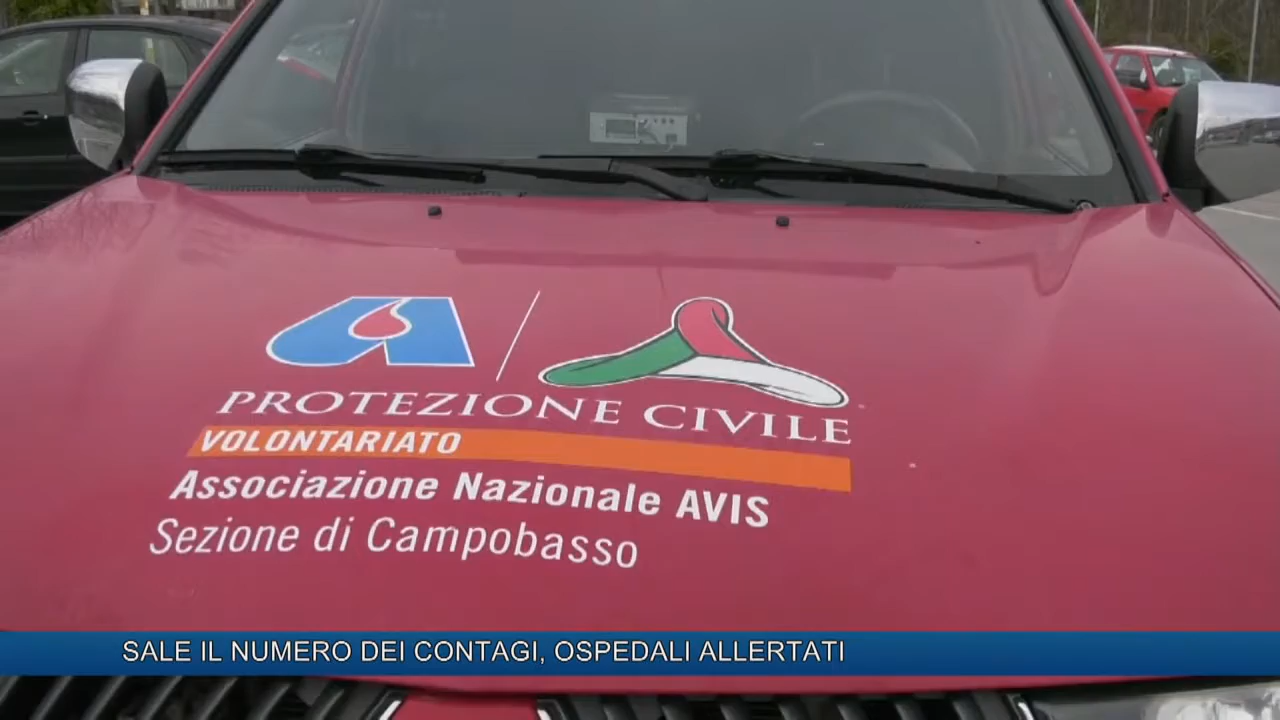 PROTEZIONE CIVILE
VOLONTARIATO
Associazione Nazionale AVIS
Sezione di Campobasso
SALE IL NUMERO DEI CONTAGI, OSPEDALI ALLERTATI